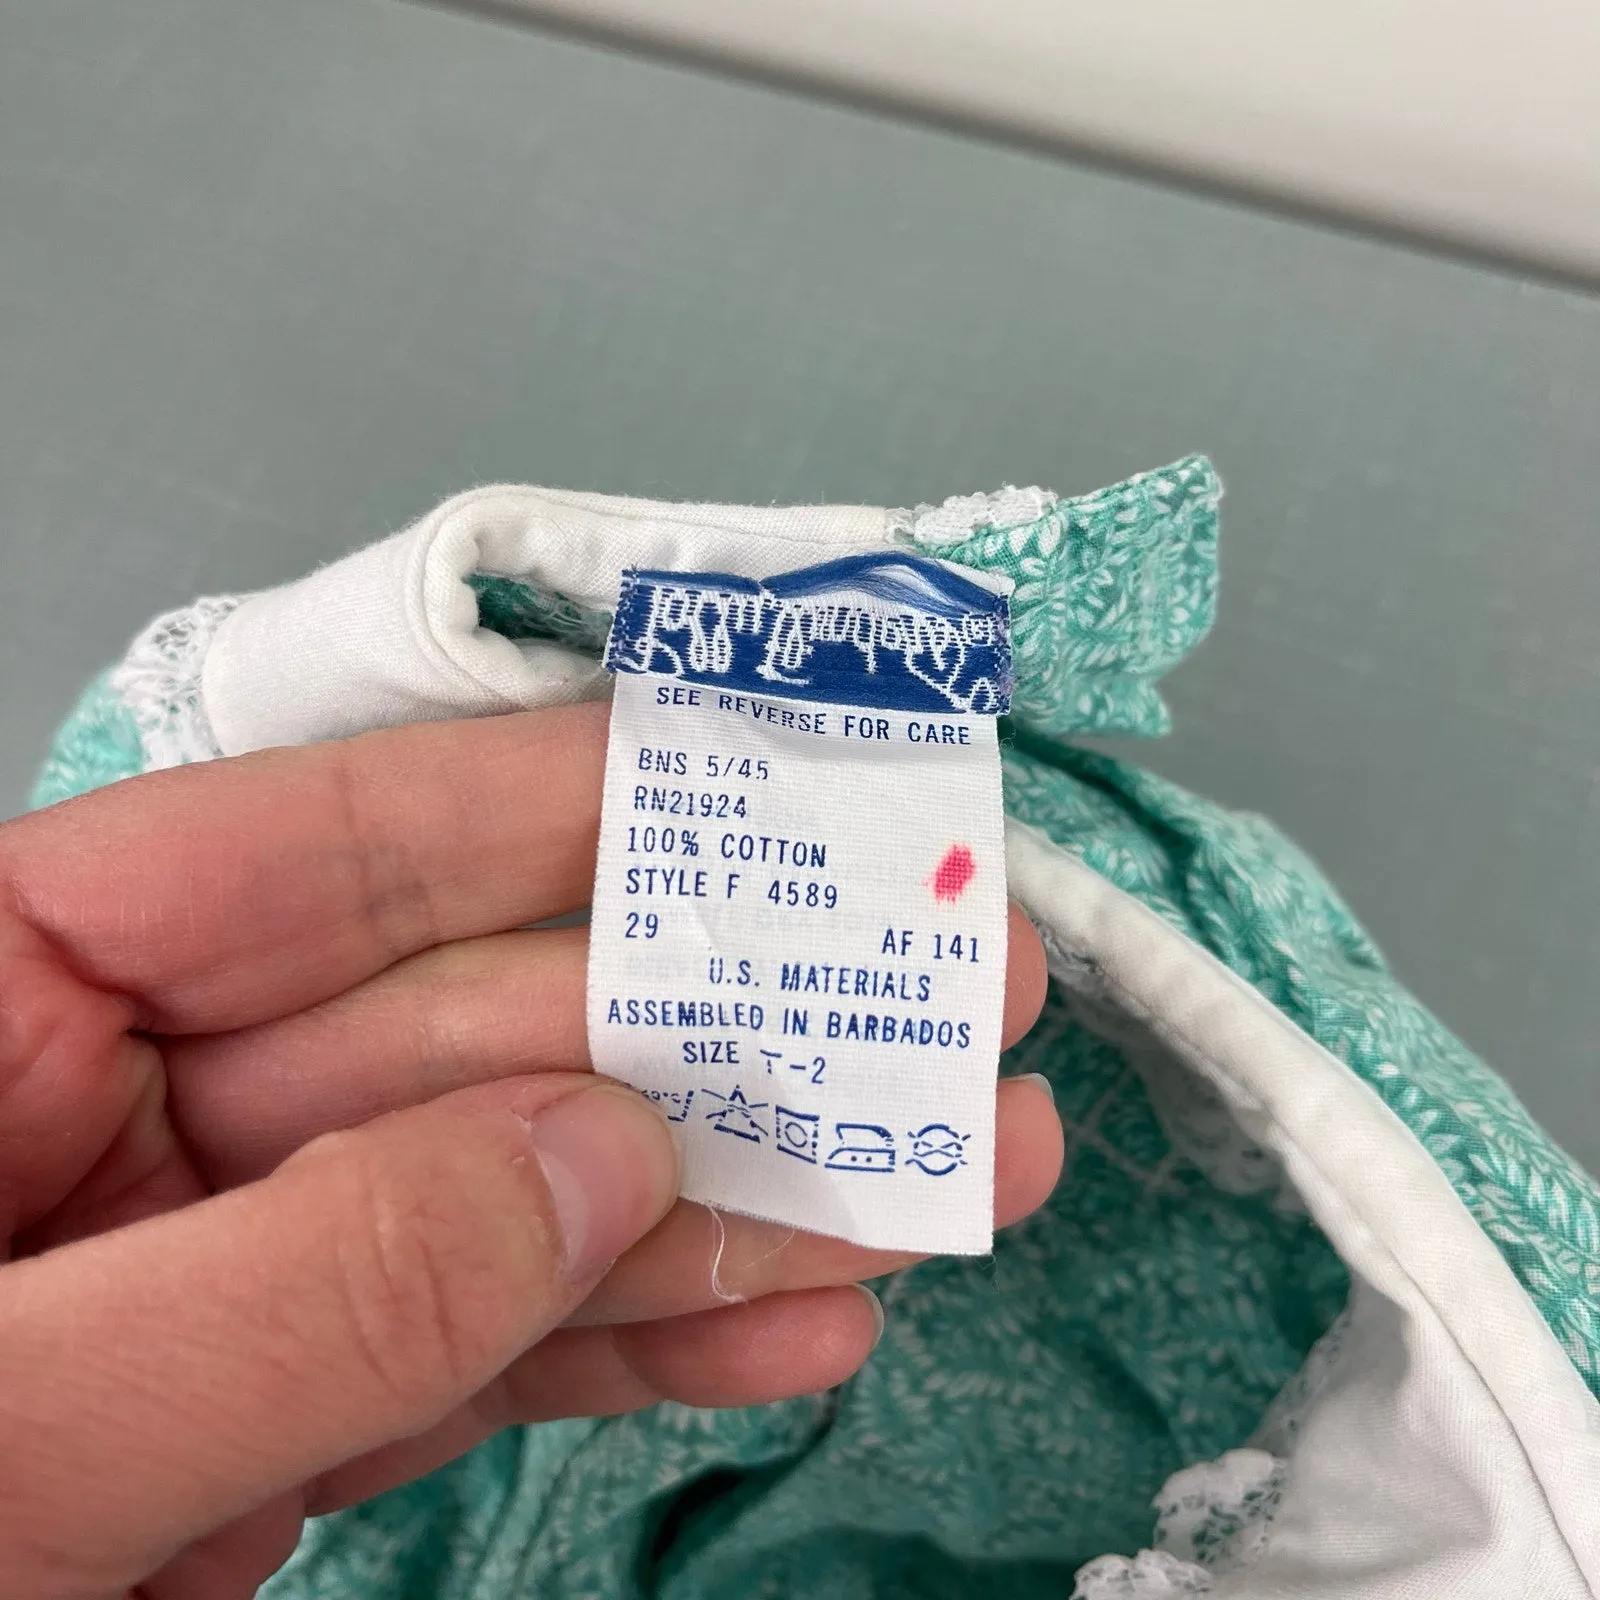 SEE REVERSE FOR CARE
BNS 5/45
RN21924
100% COTTON
STYLE F 4589
29 AF 141
U.S. MATERIALS
ASSEMBLED IN BARBADOS
SIZE T-2